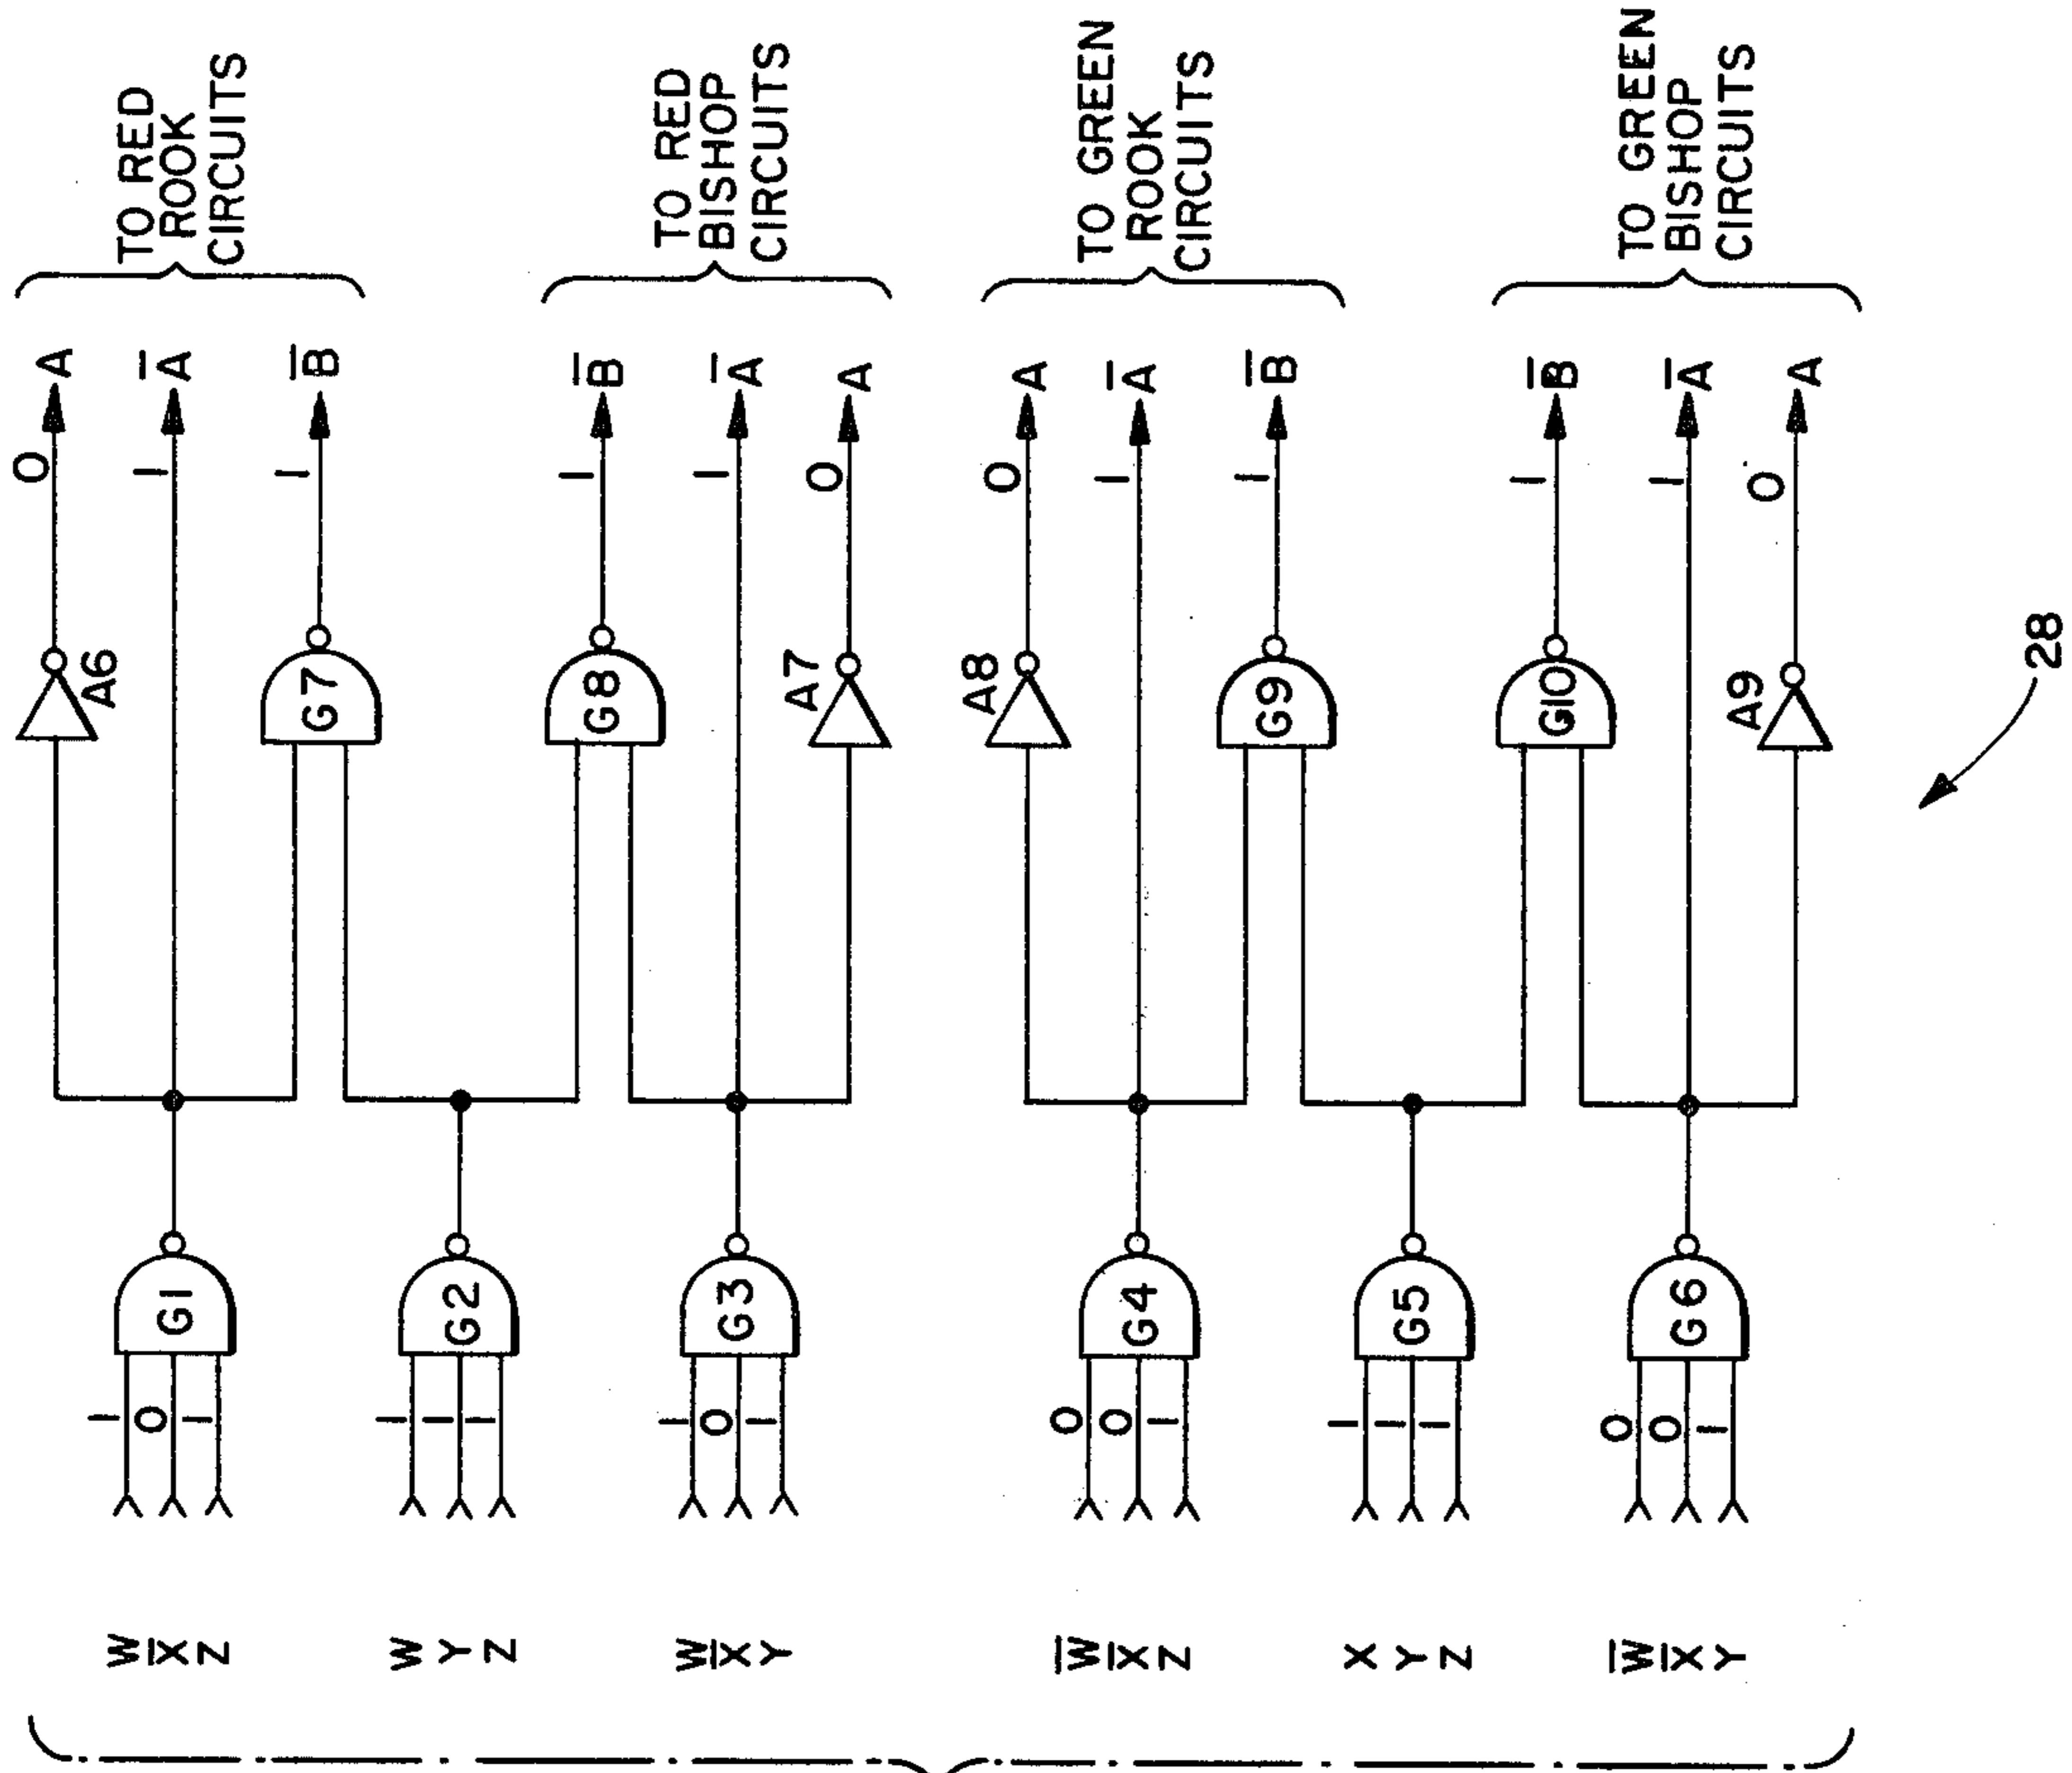 TO RED
ROOK
CIRCUITS
TO RED
BISHOP
CIRCUITS
TO GREEN
ROOK
CIRCUITS
TO GREEN
BISHOP
CIRCUITS
A A̅ B̅ B̅ A̅ A A A̅ B̅ B̅ A̅ A
0 1 1 1 1 0 0 1 1 1 1 0
A6 G7 G8 A7 A8 G9 G10 A9
28
G1 G2 G3 G4 G5 G6
1 0 1 1 1 1 1 0 1 0 0 1 1 1 1 0 0 1
W X̅ Z W Y Z W X̅ Y W̅ X̅ Z X Y Z W̅ X̅ Y